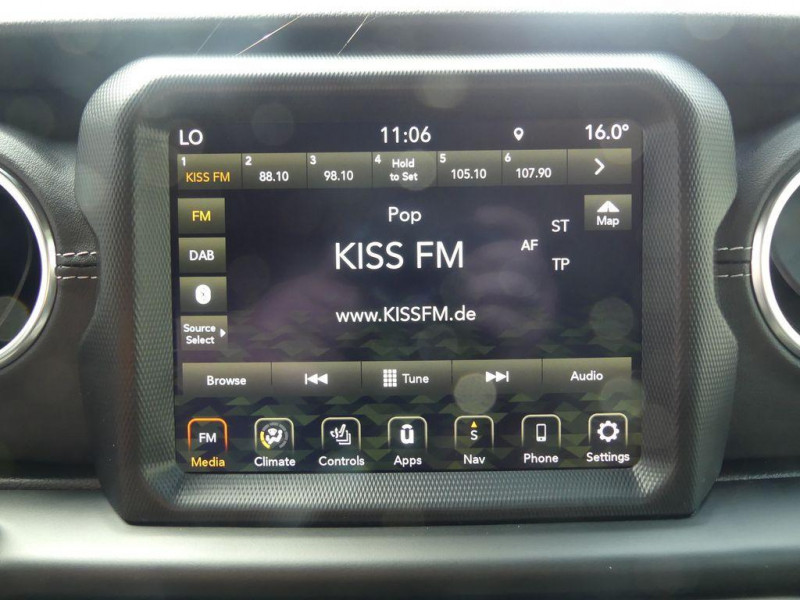 LO 11:06 16.0°
1 KISS FM 2 88.10 3 98.10 4 Hold to Set 5 105.10 6 107.90
FM
DAB
Source
Select
Pop
KISS FM
www.KISSFM.de
ST
AF
TP
Map
Browse Tune Audio
FM
S
Media Climate Controls Apps Nav Phone Settings